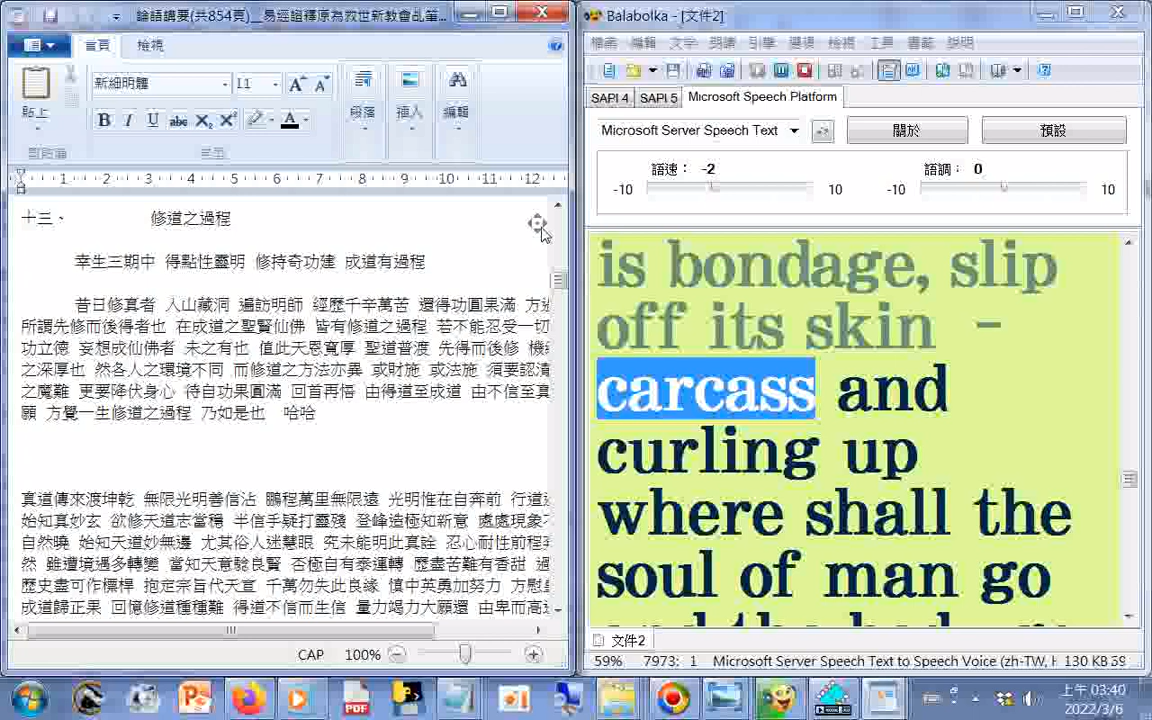 論語講要(共854頁)__易經證釋原為救世新教會乩筆...
首頁 檢視
貼上
新細明體 11
段落 插入 編輯
剪貼簿 字型
1 2 3 4 5 6 7 8 9 10 11 12
十三、 修道之過程
幸生三期中 得點性靈明 修持奇功建 成道有過程
昔日修真者 入山藏洞 遍訪明師 經歷千辛萬苦 還得功圓果滿 方
所謂先修而後得者也 在成道之聖賢仙佛 皆有修道之過程 若不能忍受一切
功立德 妄想成仙佛者 未之有也 值此天恩寬厚 聖道普渡 先得而後修 機
之深厚也 然各人之環境不同 而修道之方法亦異 或財施 或法施 須要認清
之魔難 更要降伏身心 待自功果圓滿 回首再悟 由得道至成道 由不信至真
願 方覺一生修道之過程 乃如是也 哈哈
真道傳來渡坤乾 無限光明善信沾 鵬程萬里無限遠 光明惟在自奔前 行道
始知真妙玄 欲修天道志當穩 半信半疑打靈殘 登峰造極知新意 處處現象
自然曉 始知天道妙無邊 尤其俗人迷慧眼 究未能明此真詮 忍心耐性前程
然 雖遭境遇多轉變 當知天意驗良賢 否極自有泰運轉 歷盡苦難有香甜
歷史盡可作標桿 抱定宗旨代天宣 千萬勿失此良緣 慎中英勇加努力 方慰
成道歸正果 回憶修道種種難 得道不信而生信 量力竭力大願還 由卑而高
CAP 100%
Balabolka - [文件2]
檔案 編輯 文字 朗讀 引擎 選項 檢視 工具 書籤 說明
SAPI 4 SAPI 5 Microsoft Speech Platform
Microsoft Server Speech Text 關於 預設
語速： -2 語調： 0
-10 10 -10 10
is bondage, slip
off its skin -
carcass and
curling up
where shall the
soul of man go
文件2
59% 7973: 1 Microsoft Server Speech Text to Speech Voice (zh-TW, H 130 KB
上午 03:40
2022/3/6